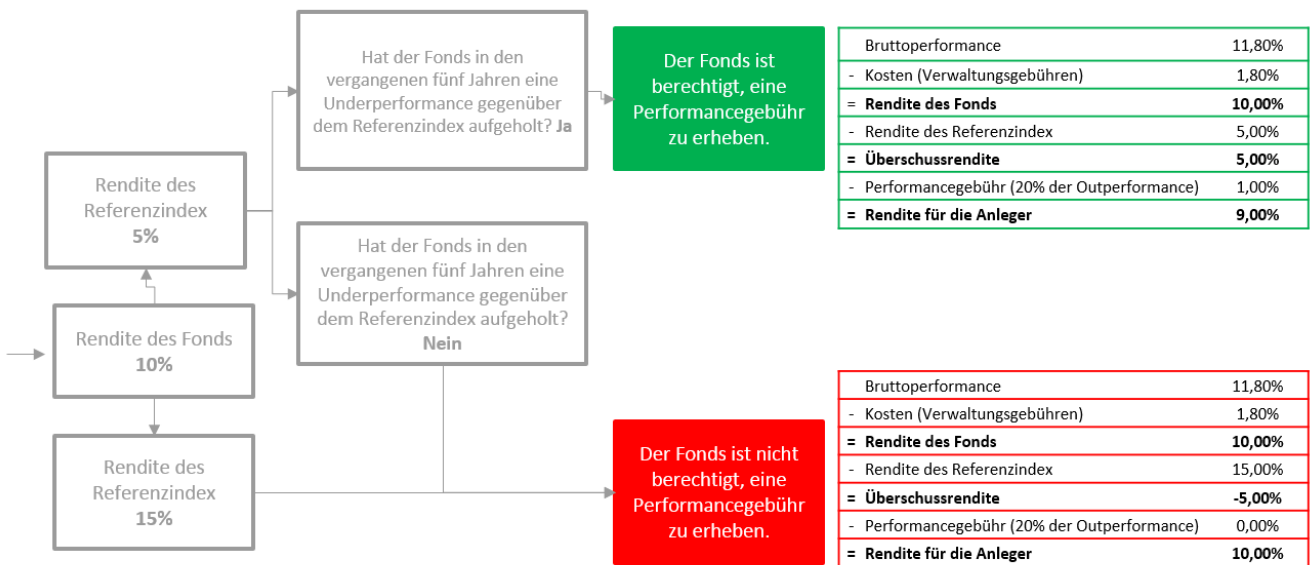 Hat der Fonds in den
vergangenen fünf Jahren eine
Underperformance gegenüber
dem Referenzindex aufgeholt? Ja
Der Fonds ist
berechtigt, eine
Performancegebühr
zu erheben.
Bruttoperformance 11,80%
- Kosten (Verwaltungsgebühren) 1,80%
= Rendite des Fonds 10,00%
- Rendite des Referenzindex 5,00%
= Überschussrendite 5,00%
- Performancegebühr (20% der Outperformance) 1,00%
= Rendite für die Anleger 9,00%
Rendite des
Referenzindex
5%
Hat der Fonds in den
vergangenen fünf Jahren eine
Underperformance gegenüber
dem Referenzindex aufgeholt?
Nein
Rendite des Fonds
10%
Rendite des
Referenzindex
15%
Der Fonds ist nicht
berechtigt, eine
Performancegebühr
zu erheben.
Bruttoperformance 11,80%
- Kosten (Verwaltungsgebühren) 1,80%
= Rendite des Fonds 10,00%
- Rendite des Referenzindex 15,00%
= Überschussrendite -5,00%
- Performancegebühr (20% der Outperformance) 0,00%
= Rendite für die Anleger 10,00%